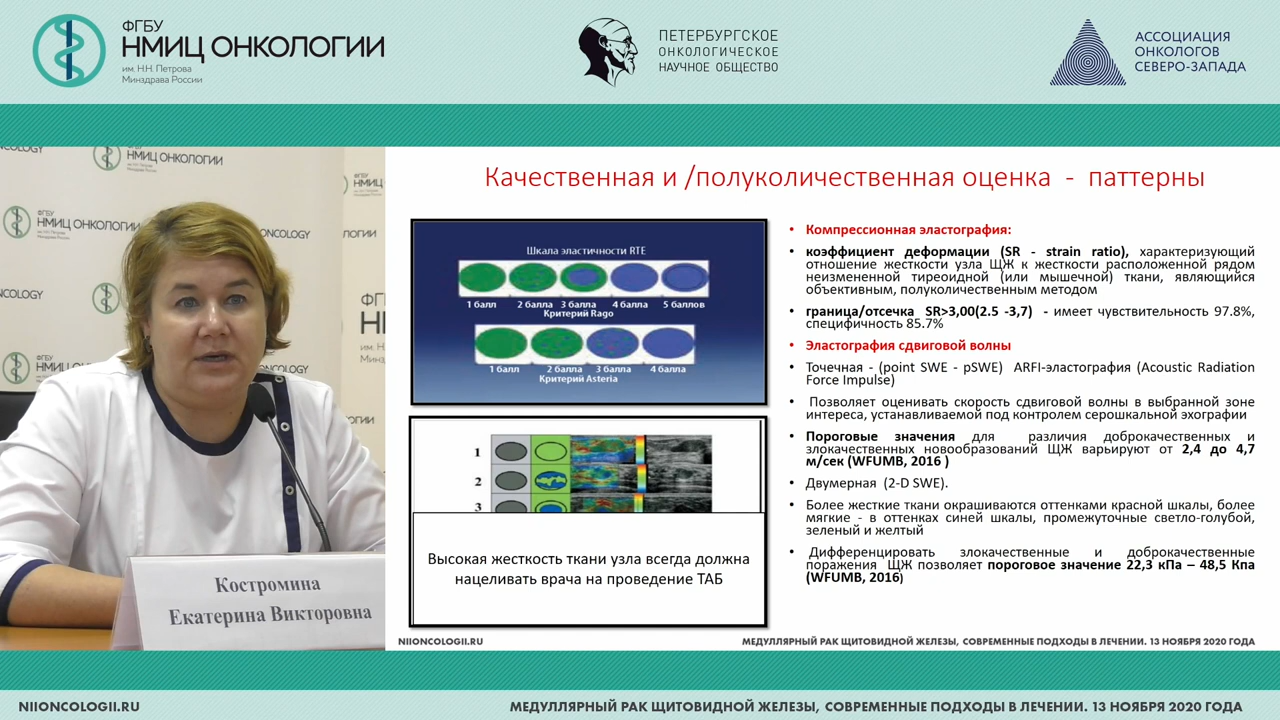 ФГБУ
НМИЦ ОНКОЛОГИИ
им. Н.Н. Петрова
Минздрава России
ПЕТЕРБУРГСКОЕ
ОНКОЛОГИЧЕСКОЕ
НАУЧНОЕ ОБЩЕСТВО
АССОЦИАЦИЯ
ОНКОЛОГОВ
СЕВЕРО-ЗАПАДА
НМИЦ ОНКОЛОГИИ
Костромина
Екатерина Викторовна
Качественная и /полуколичественная оценка - паттерны
Шкала эластичности RTE
1 балл 2 балла 3 балла 4 балла 5 баллов
Критерий Rago
1 балл 2 балла 3 балла 4 балла
Критерий Asteria
1
2
3
Высокая жесткость ткани узла всегда должна
нацеливать врача на проведение ТАБ
• Компрессионная эластография:
• коэффициент деформации (SR - strain ratio), характеризующий
отношение жесткости узла ЩЖ к жесткости расположенной рядом
неизмененной тиреоидной (или мышечной) ткани, являющийся
объективным, полуколичественным методом
• граница/отсечка SR>3,00(2.5 -3,7) - имеет чувствительность 97.8%,
специфичность 85.7%
• Эластография сдвиговой волны
• Точечная - (point SWE - pSWE) ARFI-эластография (Acoustic Radiation
Force Impulse)
• Позволяет оценивать скорость сдвиговой волны в выбранной зоне
интереса, устанавливаемой под контролем серошкальной эхографии
• Пороговые значения для различия доброкачественных и
злокачественных новообразований ЩЖ варьируют от 2,4 до 4,7
м/сек (WFUMB, 2016 )
• Двумерная (2-D SWE).
• Более жесткие ткани окрашиваются оттенками красной шкалы, более
мягкие - в оттенках синей шкалы, промежуточные светло-голубой,
зеленый и желтый
• Дифференцировать злокачественные и доброкачественные
поражения ЩЖ позволяет пороговое значение 22,3 кПа – 48,5 Кпа
(WFUMB, 2016)
NIIONCOLOGII.RU
МЕДУЛЛЯРНЫЙ РАК ЩИТОВИДНОЙ ЖЕЛЕЗЫ, СОВРЕМЕННЫЕ ПОДХОДЫ В ЛЕЧЕНИИ. 13 НОЯБРЯ 2020 ГОДА
NIIONCOLOGII.RU
МЕДУЛЛЯРНЫЙ РАК ЩИТОВИДНОЙ ЖЕЛЕЗЫ, СОВРЕМЕННЫЕ ПОДХОДЫ В ЛЕЧЕНИИ. 13 НОЯБРЯ 2020 ГОДА